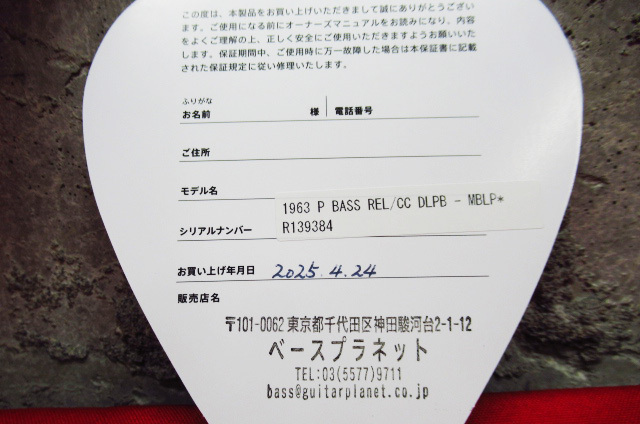 この度は、本製品をお買い上げいただきまして誠にありがとうござい
ます。ご使用になる前にオーナーズマニュアルをお読みになり、内容
をよくご理解の上、正しく安全にご使用いただきますようお願いいた
します。保証期間中、ご使用時に万一故障した場合は本保証書に記載
された保証規定に従い修理いたします。
ふりがな
お名前 様 電話番号
ご住所
モデル名
1963 P BASS REL/CC DLPB - MBLP*
シリアルナンバー R139384
お買い上げ年月日 2025.4.24
販売店名
〒101-0062 東京都千代田区神田駿河台2-1-12
ベースプラネット
TEL:03(5577)9711
bass@guitarplanet.co.jp